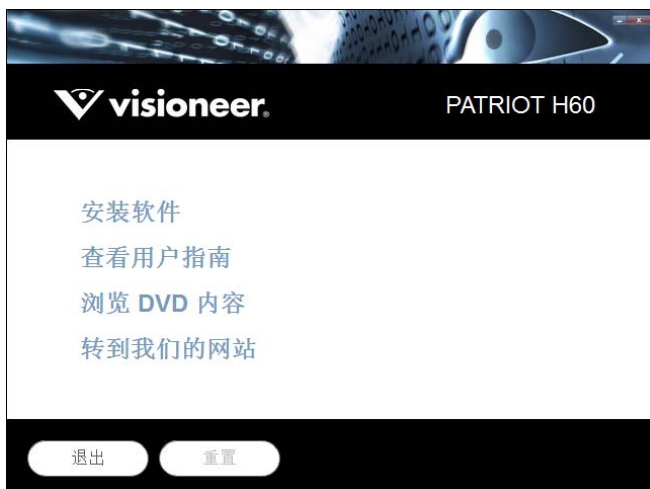 visioneer®
PATRIOT H60
安装软件
查看用户指南
浏览 DVD 内容
转到我们的网站
退出
重置